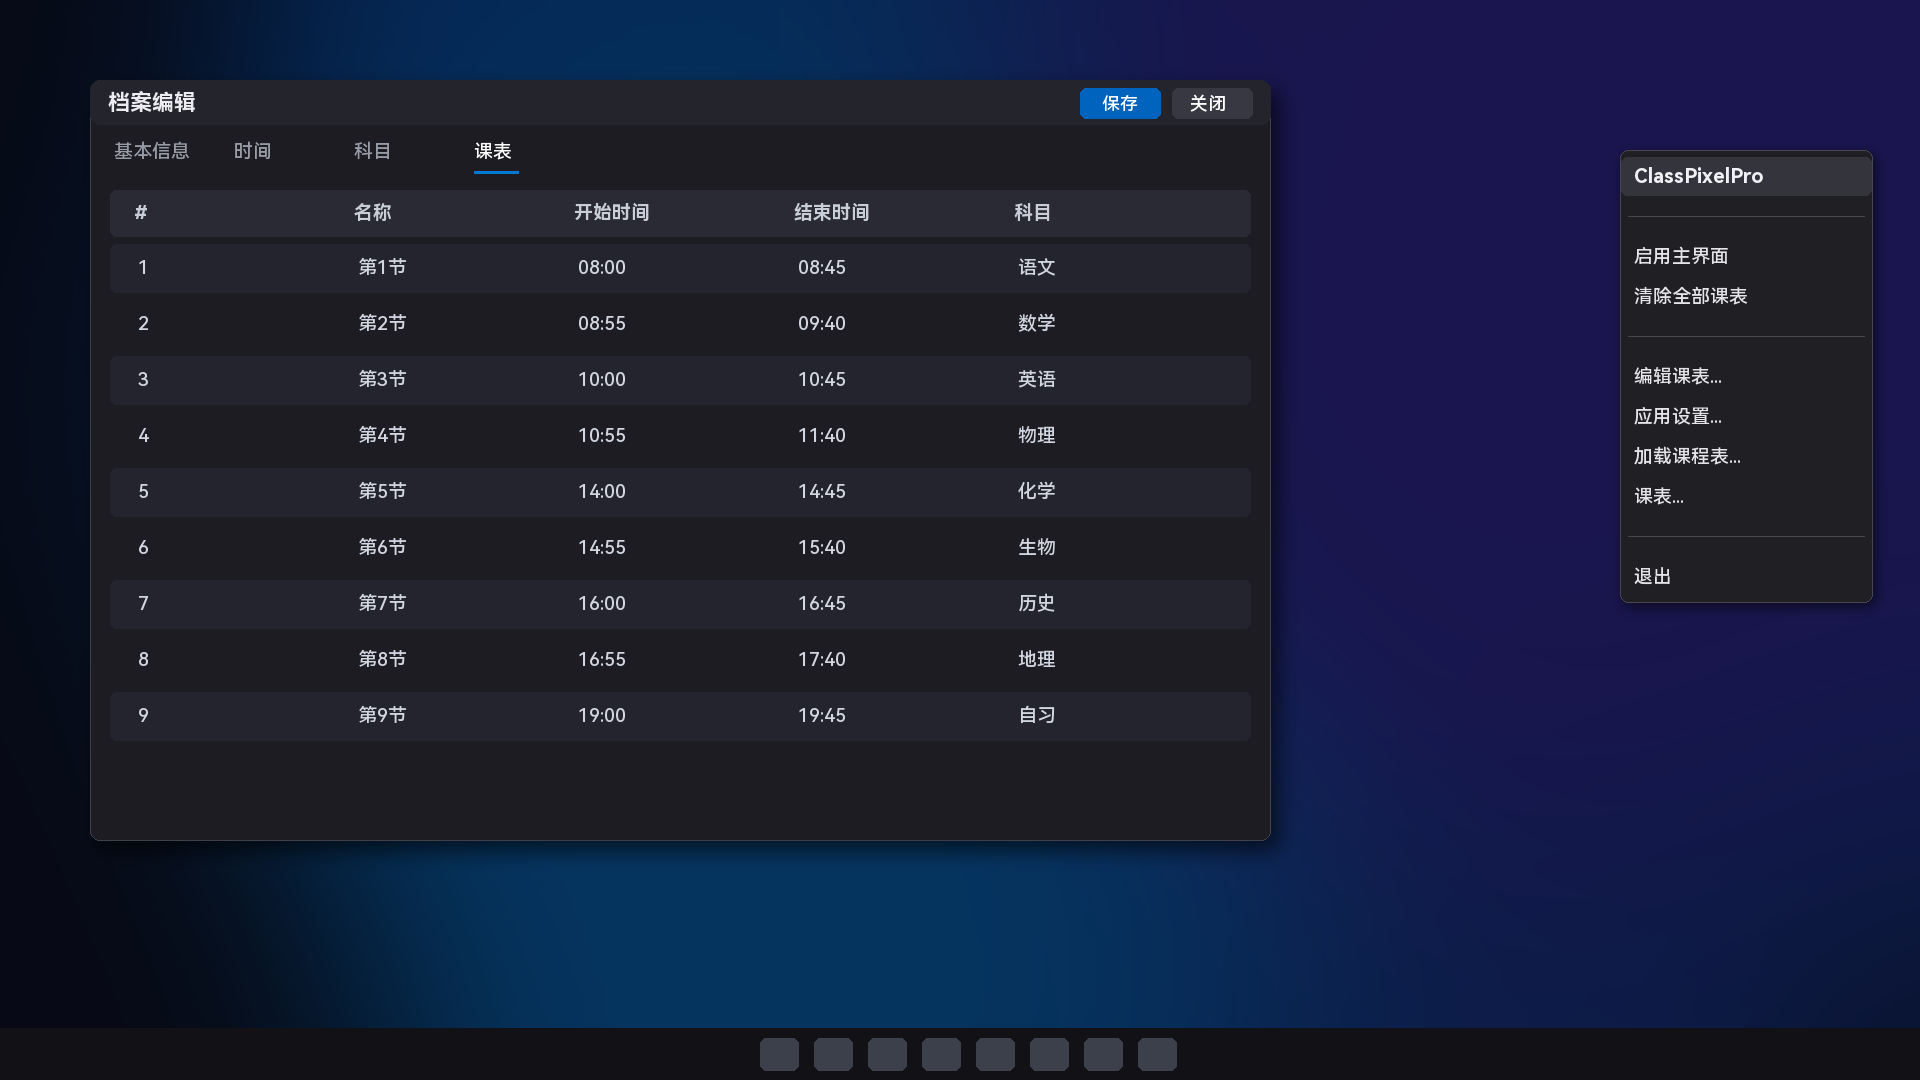 档案编辑 保存 关闭
基本信息 时间 科目 课表
# 名称 开始时间 结束时间 科目
1 第1节 08:00 08:45 语文
2 第2节 08:55 09:40 数学
3 第3节 10:00 10:45 英语
4 第4节 10:55 11:40 物理
5 第5节 14:00 14:45 化学
6 第6节 14:55 15:40 生物
7 第7节 16:00 16:45 历史
8 第8节 16:55 17:40 地理
9 第9节 19:00 19:45 自习
ClassPixelPro
启用主界面
清除全部课表
编辑课表...
应用设置...
加载课程表...
课表...
退出